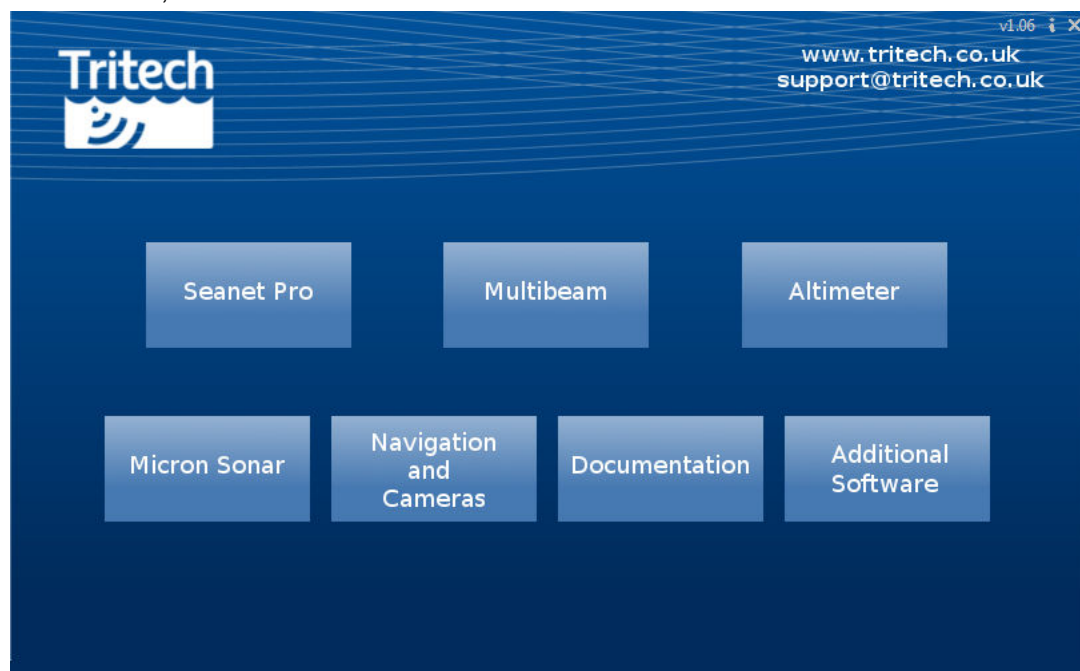 v1.06 i X
Tritech
www.tritech.co.uk
support@tritech.co.uk
Seanet Pro
Multibeam
Altimeter
Micron Sonar
Navigation
and
Cameras
Documentation
Additional
Software